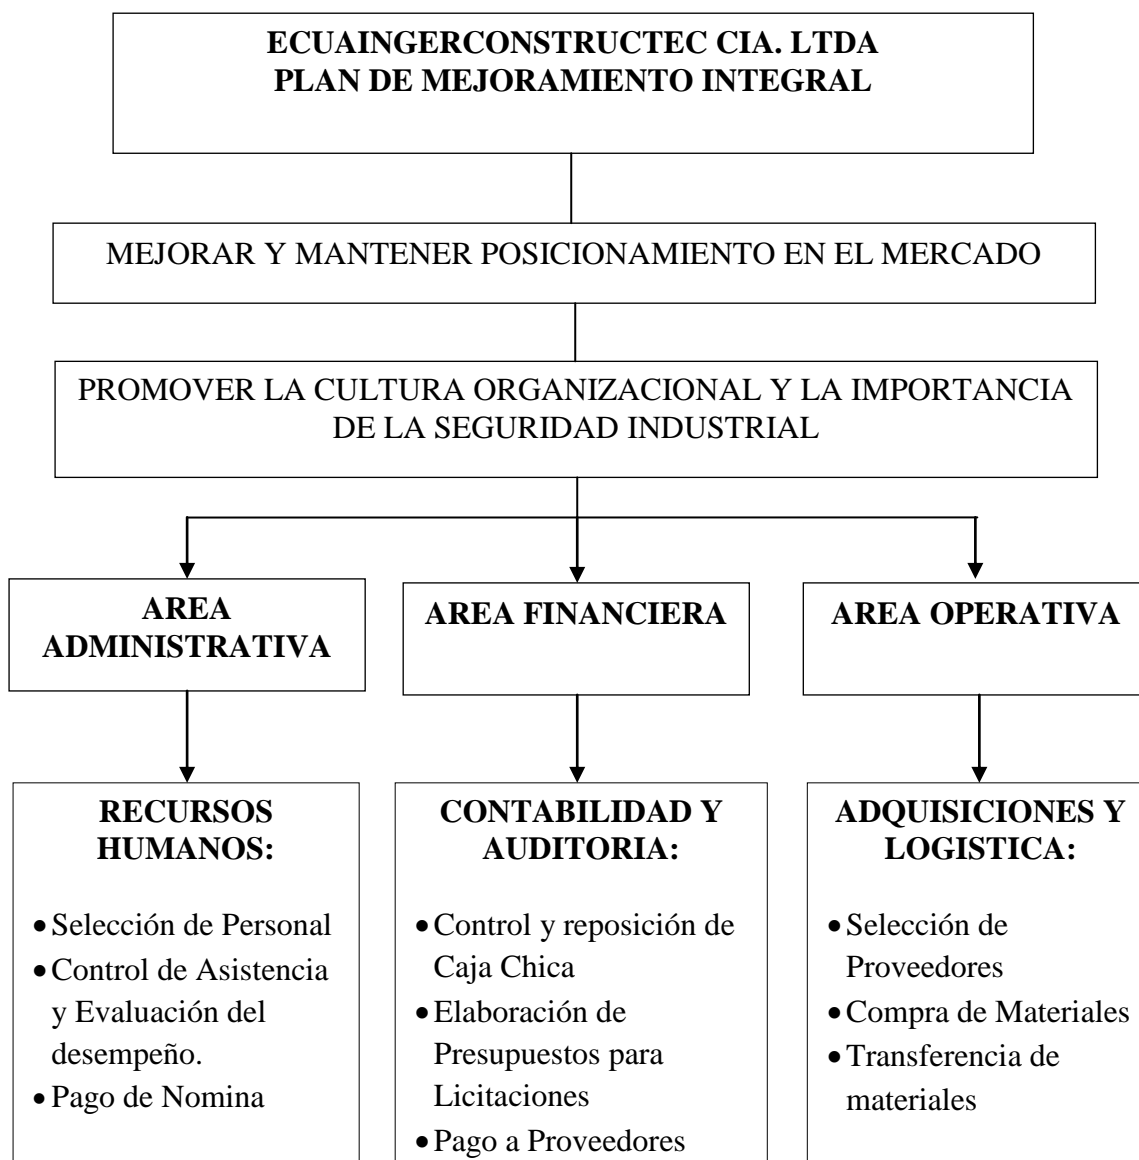 ECUAINGERCONSTRUCTEC CIA. LTDA
PLAN DE MEJORAMIENTO INTEGRAL
MEJORAR Y MANTENER POSICIONAMIENTO EN EL MERCADO
PROMOVER LA CULTURA ORGANIZACIONAL Y LA IMPORTANCIA
DE LA SEGURIDAD INDUSTRIAL
AREA
ADMINISTRATIVA
AREA FINANCIERA
AREA OPERATIVA
RECURSOS
HUMANOS:
• Selección de Personal
• Control de Asistencia
y Evaluación del
desempeño.
• Pago de Nomina
CONTABILIDAD Y
AUDITORIA:
• Control y reposición de
Caja Chica
• Elaboración de
Presupuestos para
Licitaciones
• Pago a Proveedores
ADQUISICIONES Y
LOGISTICA:
• Selección de
Proveedores
• Compra de Materiales
• Transferencia de
materiales